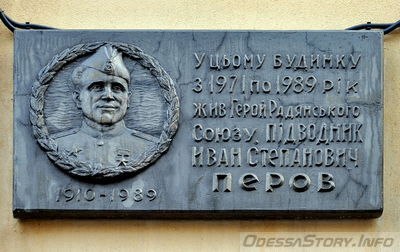 У цьому будинку
з 1971 по 1989 рік
жив Герой Радянського
Союзу, підводник
Иван Степанович
Перов
1910-1989
OdessaStory.Info